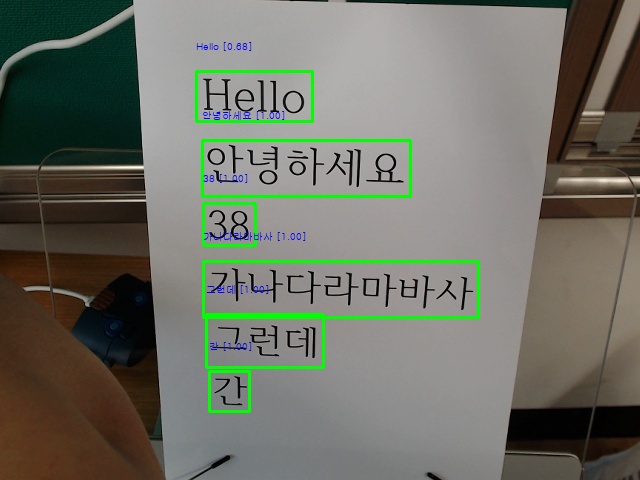 Hello [0.68]
Hello
안녕하세요 [1.00]
안녕하세요
38 [1.00]
38
가나다라마바사 [1.00]
가나다라마바사
그런데 [1.00]
그런데
간 [1.00]
간